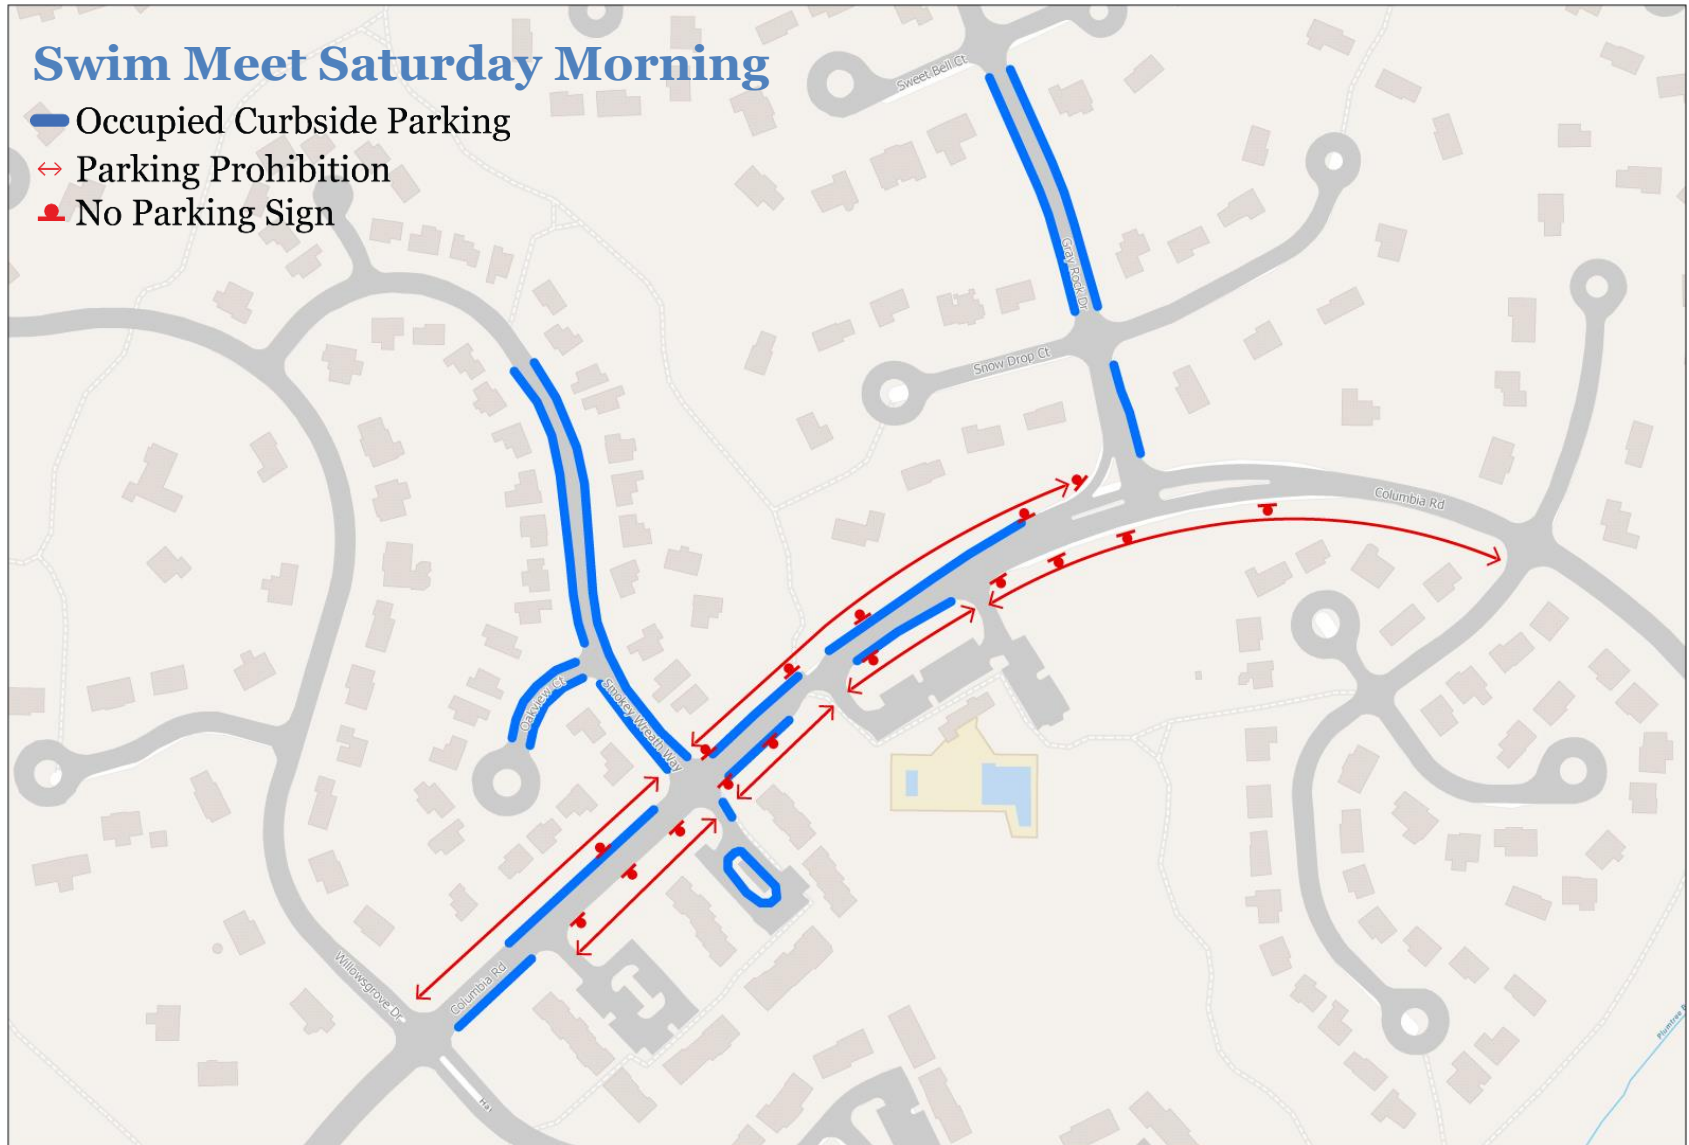 Swim Meet Saturday Morning
Occupied Curbside Parking
Parking Prohibition
No Parking Sign
Sweet Bell Ct
Gray Rock Dr
Snow Drop Ct
Columbia Rd
Oakview Ct
Smokey Wreath Way
Willowsgrove Dr
Columbia Rd
Plumtree